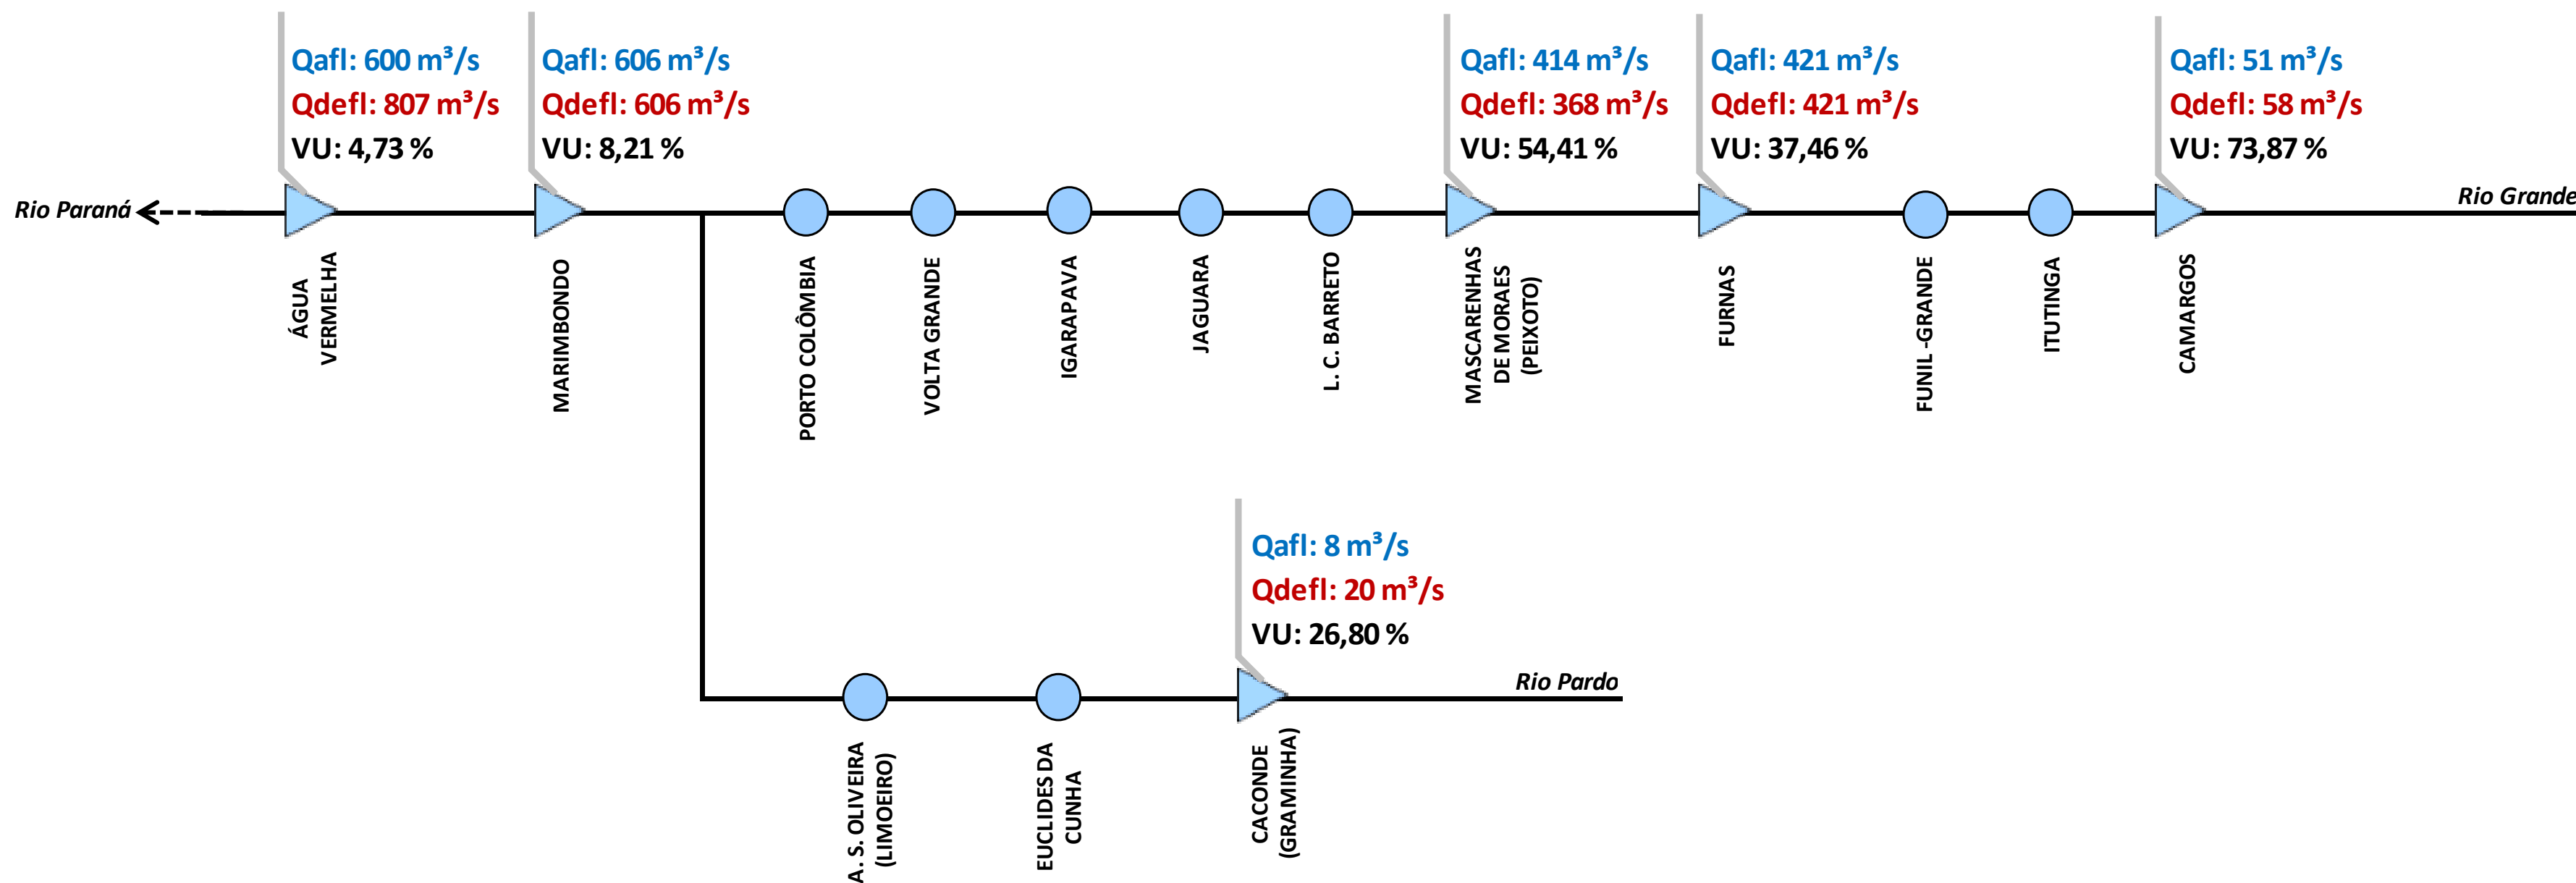 Qafl: 600 m³/s
Qdefl: 807 m³/s
VU: 4,73 %
Qafl: 606 m³/s
Qdefl: 606 m³/s
VU: 8,21 %
Qafl: 414 m³/s
Qdefl: 368 m³/s
VU: 54,41 %
Qafl: 421 m³/s
Qdefl: 421 m³/s
VU: 37,46 %
Qafl: 51 m³/s
Qdefl: 58 m³/s
VU: 73,87 %
Rio Paraná
Rio Grande
ÁGUA
VERMELHA
MARIMBONDO
PORTO COLÔMBIA
VOLTA GRANDE
IGARAPAVA
JAGUARA
L. C. BARRETO
MASCARENHAS
DE MORAES
(PEIXOTO)
FURNAS
FUNIL -GRANDE
ITUTINGA
CAMARGOS
Qafl: 8 m³/s
Qdefl: 20 m³/s
VU: 26,80 %
Rio Pardo
A. S. OLIVEIRA
(LIMOEIRO)
EUCLIDES DA
CUNHA
CACONDE
(GRAMINHA)